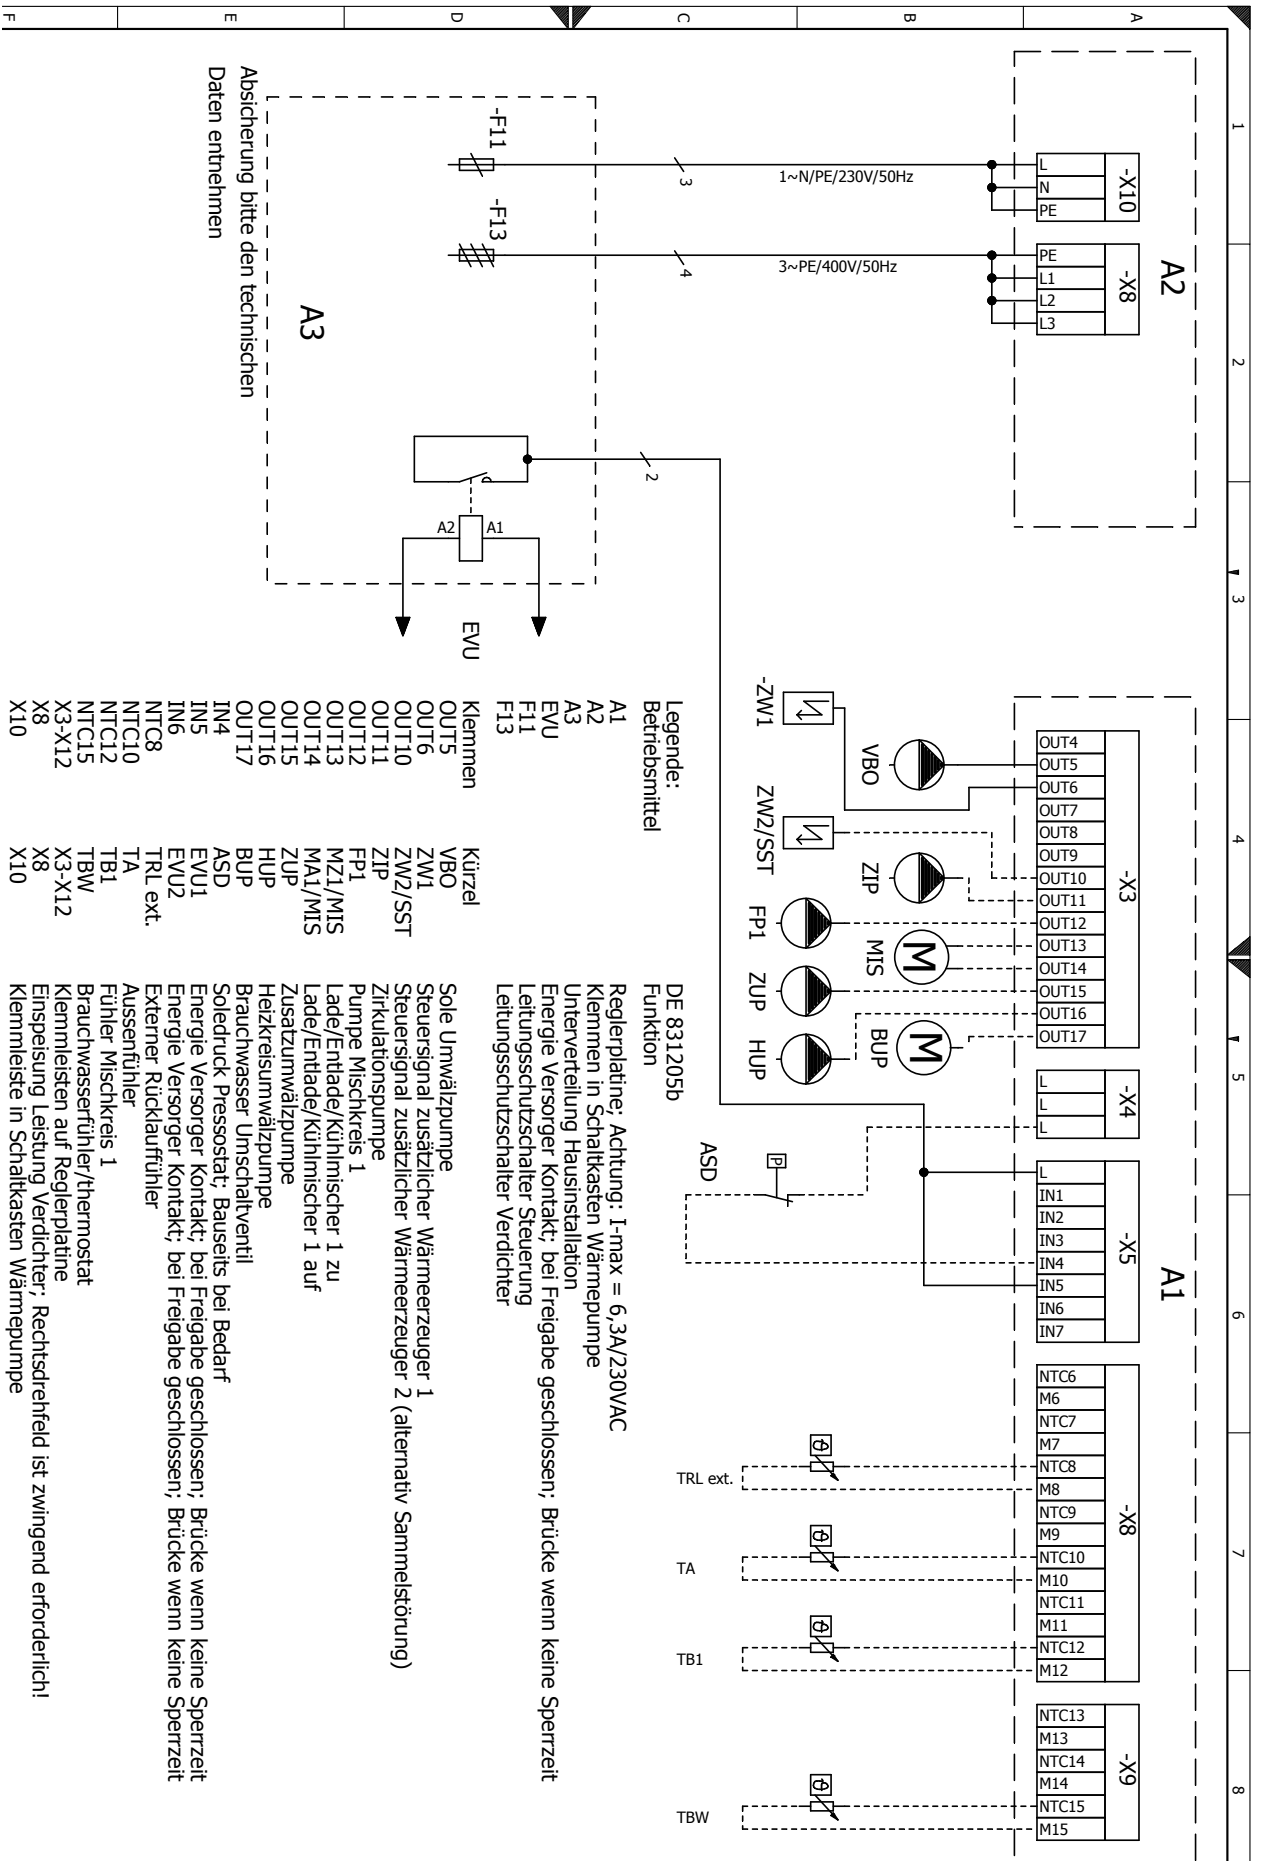 1
2
3
4
5
6
7
8
A
B
C
D
E
F
A2
-X10
L
N
PE
-X8
PE
L1
L2
L3
1~N/PE/230V/50Hz
3~PE/400V/50Hz
3
4
2
-F11
-F13
A3
A2
A1
EVU
Absicherung bitte den technischen
Daten entnehmen
A1
-X3
OUT4
OUT5
OUT6
OUT7
OUT8
OUT9
OUT10
OUT11
OUT12
OUT13
OUT14
OUT15
OUT16
OUT17
-X4
L
L
L
-X5
L
IN1
IN2
IN3
IN4
IN5
IN6
IN7
-X8
NTC6
M6
NTC7
M7
NTC8
M8
NTC9
M9
NTC10
M10
NTC11
M11
NTC12
M12
-X9
NTC13
M13
NTC14
M14
NTC15
M15
VBO
ZIP
M
MIS
M
BUP
-ZW1
ZW2/SST
FP1
ZUP
HUP
P
ASD
ϑ
TRL ext.
ϑ
TA
ϑ
TB1
ϑ
TBW
Legende: DE 831205b
Betriebsmittel Funktion
A1 Reglerplatine; Achtung: I-max = 6,3A/230VAC
A2 Klemmen in Schaltkasten Wärmepumpe
A3 Unterverteilung Hausinstallation
EVU Energie Versorger Kontakt; bei Freigabe geschlossen; Brücke wenn keine Sperrzeit
F11 Leitungsschutzschalter Steuerung
F13 Leitungsschutzschalter Verdichter
Klemmen Kürzel
OUT5 VBO Sole Umwälzpumpe
OUT6 ZW1 Steuersignal zusätzlicher Wärmeerzeuger 1
OUT10 ZW2/SST Steuersignal zusätzlicher Wärmeerzeuger 2 (alternativ Sammelstörung)
OUT11 ZIP Zirkulationspumpe
OUT12 FP1 Pumpe Mischkreis 1
OUT13 MZ1/MIS Lade/Entlade/Kühlmischer 1 zu
OUT14 MA1/MIS Lade/Entlade/Kühlmischer 1 auf
OUT15 ZUP Zusatzumwälzpumpe
OUT16 HUP Heizkreisumwälzpumpe
OUT17 BUP Brauchwasser Umschaltventil
IN4 ASD Soledruck Pressostat; Bauseits bei Bedarf
IN5 EVU1 Energie Versorger Kontakt; bei Freigabe geschlossen; Brücke wenn keine Sperrzeit
IN6 EVU2 Energie Versorger Kontakt; bei Freigabe geschlossen; Brücke wenn keine Sperrzeit
NTC8 TRL ext. Externer Rücklauffühler
NTC10 TA Aussenfühler
NTC12 TB1 Fühler Mischkreis 1
NTC15 TBW Brauchwasserfühler/thermostat
X3-X12 X3-X12 Klemmleisten auf Reglerplatine
X8 X8 Einspeisung Leistung Verdichter; Rechtsdrehfeld ist zwingend erforderlich!
X10 X10 Klemmleiste in Schaltkasten Wärmepumpe